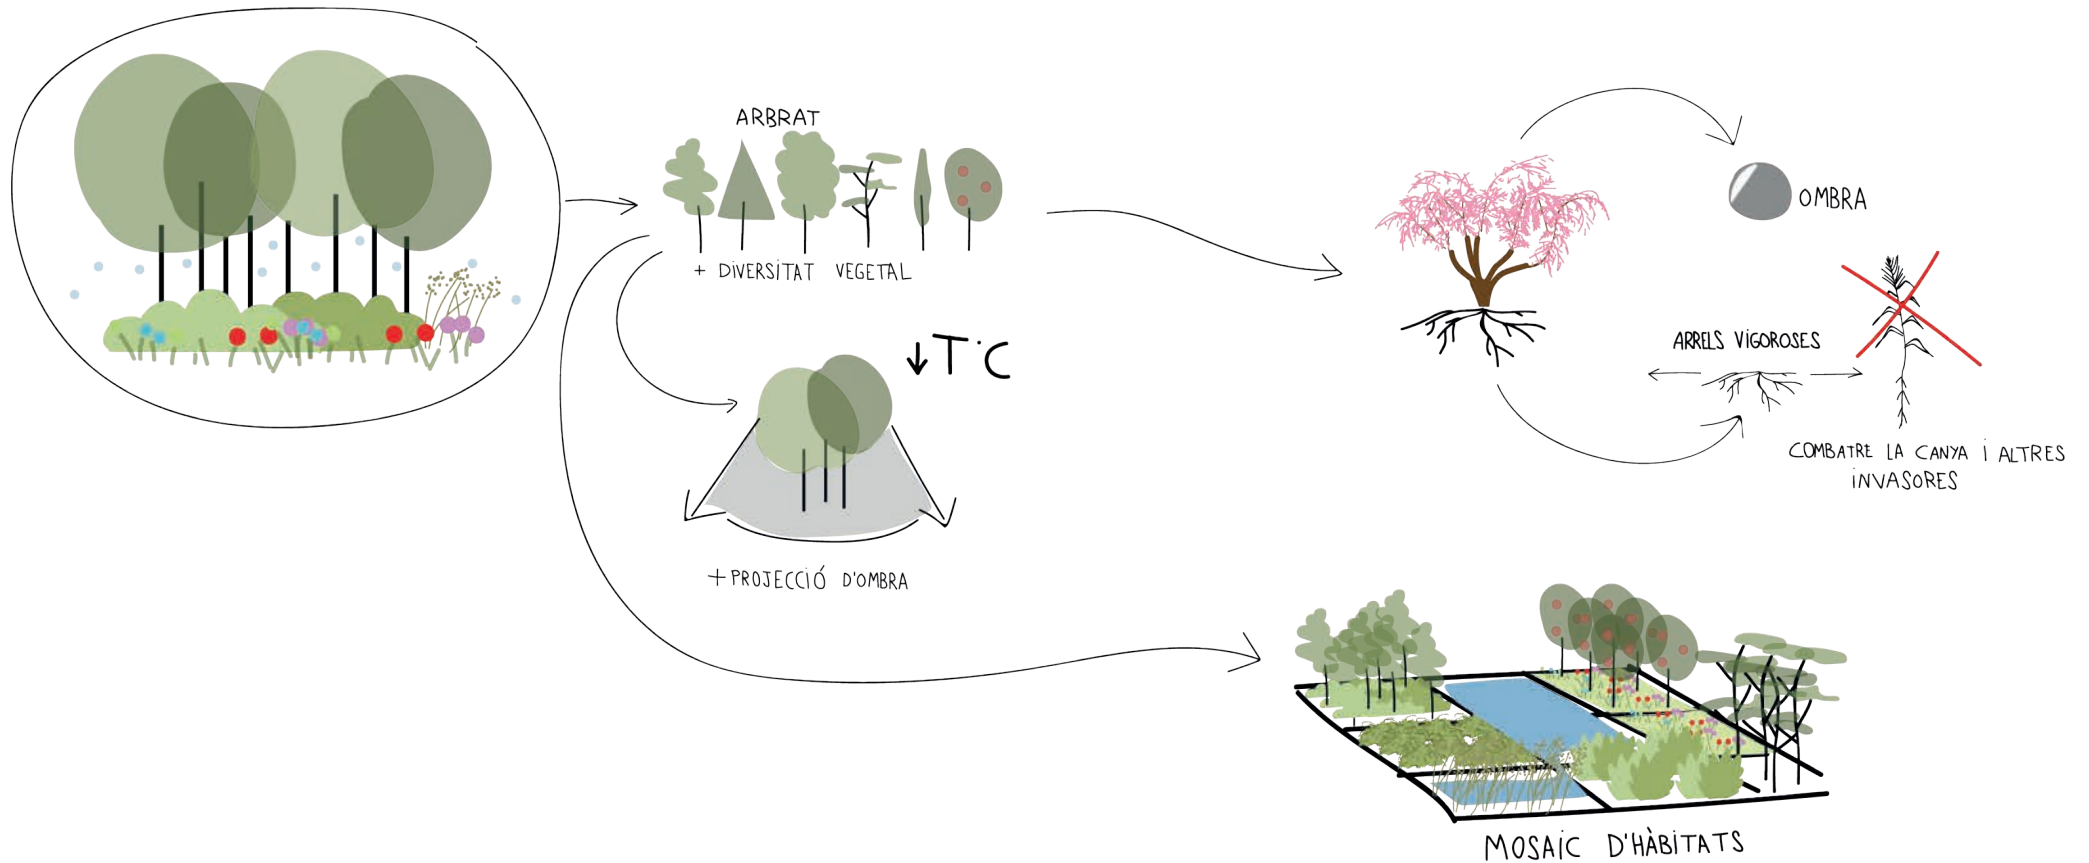 ARBRAT
+ DIVERSITAT VEGETAL
↓T°C
+PROJECCIÓ D'OMBRA
OMBRA
ARRELS VIGOROSES
COMBATRE LA CANYA I ALTRES
INVASORES
MOSAIC D'HÀBITATS